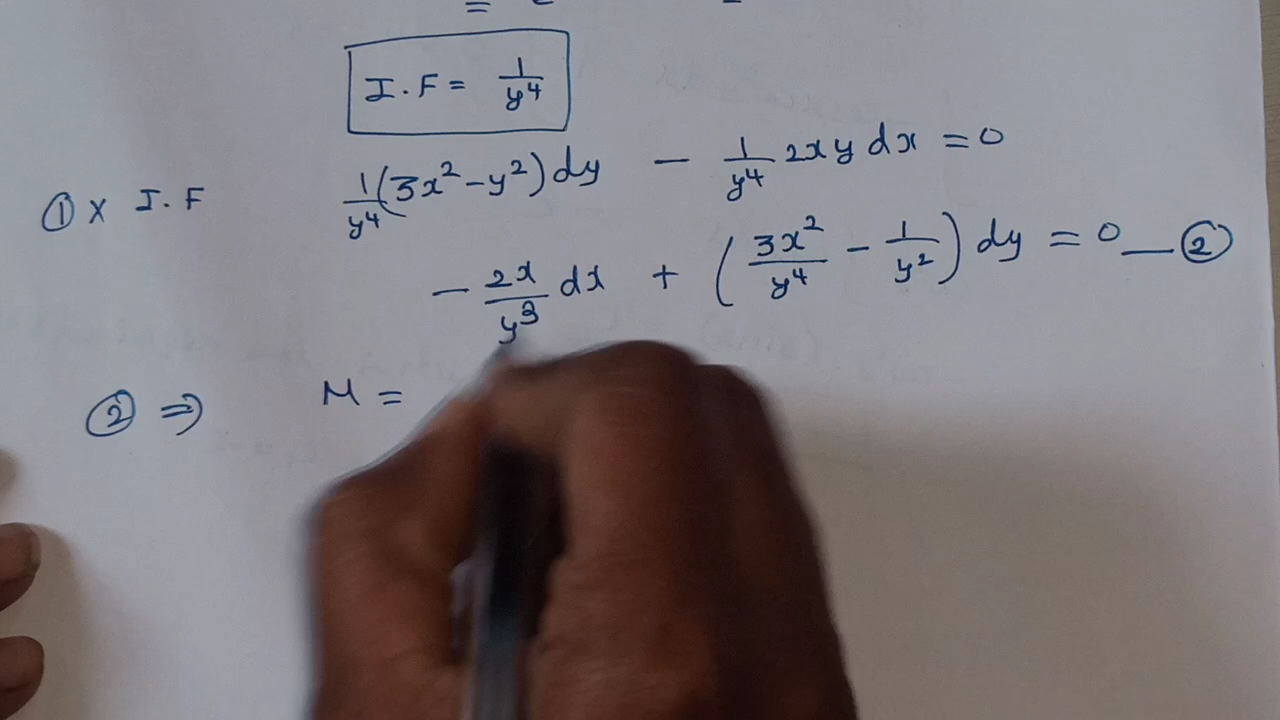 I.F = 1/y⁴
① × I.F 1/y⁴(3x² - y²)dy - 1/y⁴ 2xy dx = 0
- 2x/y³ dx + (3x²/y⁴ - 1/y²) dy = 0 — ②
② ⇒ M =